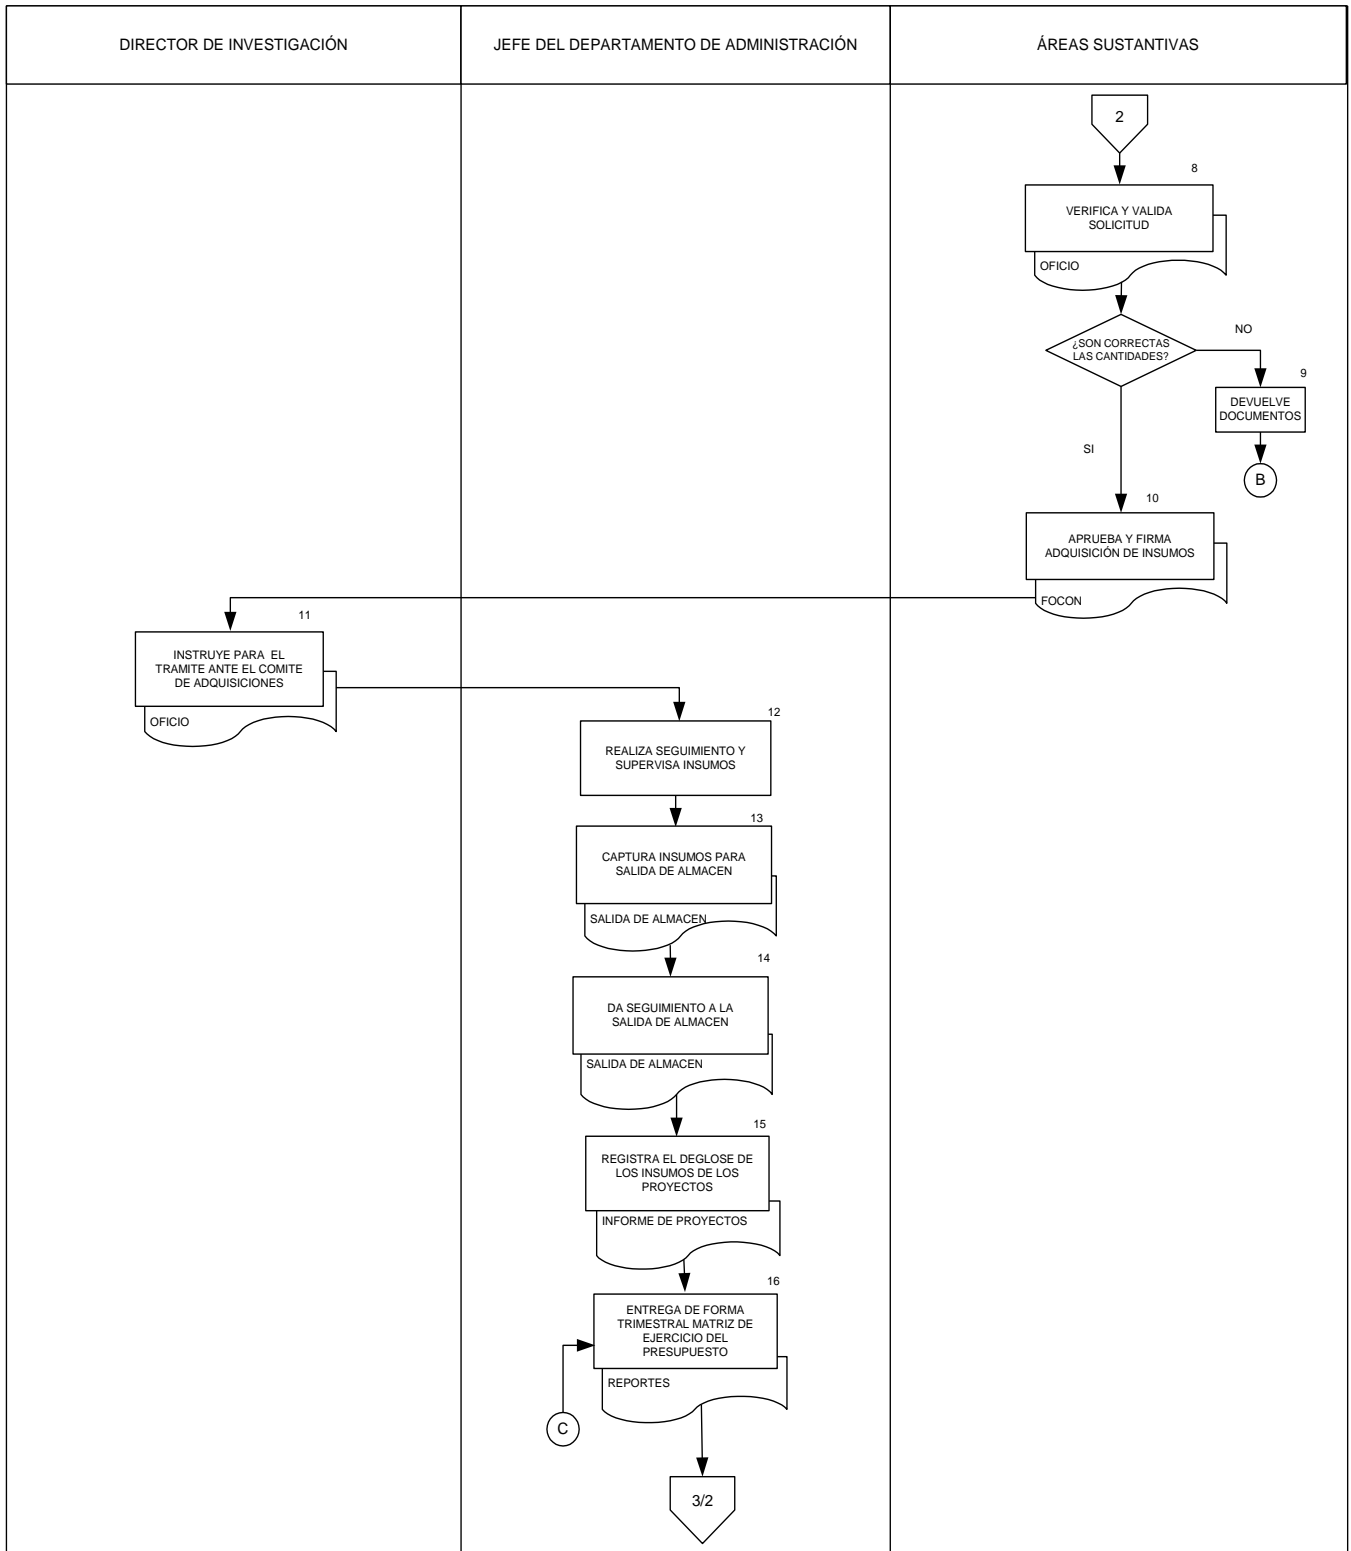 DIRECTOR DE INVESTIGACIÓN
JEFE DEL DEPARTAMENTO DE ADMINISTRACIÓN
ÁREAS SUSTANTIVAS
2
8
VERIFICA Y VALIDA
SOLICITUD
OFICIO
¿SON CORRECTAS
LAS CANTIDADES?
NO
9
DEVUELVE
DOCUMENTOS
B
SI
10
APRUEBA Y FIRMA
ADQUISICIÓN DE INSUMOS
FOCON
11
INSTRUYE PARA EL
TRAMITE ANTE EL COMITE
DE ADQUISICIONES
OFICIO
12
REALIZA SEGUIMIENTO Y
SUPERVISA INSUMOS
13
CAPTURA INSUMOS PARA
SALIDA DE ALMACEN
SALIDA DE ALMACEN
14
DA SEGUIMIENTO A LA
SALIDA DE ALMACEN
SALIDA DE ALMACEN
15
REGISTRA EL DEGLOSE DE
LOS INSUMOS DE LOS
PROYECTOS
INFORME DE PROYECTOS
16
ENTREGA DE FORMA
TRIMESTRAL MATRIZ DE
EJERCICIO DEL
PRESUPUESTO
REPORTES
C
3/2